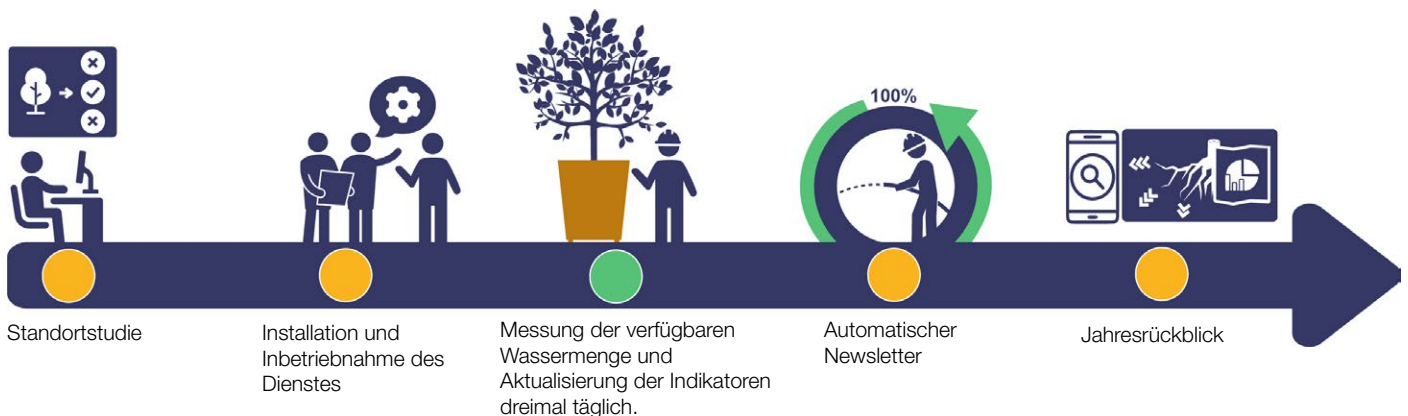 100%
Standortstudie
Installation und
Inbetriebnahme des
Dienstes
Messung der verfügbaren
Wassermenge und
Aktualisierung der Indikatoren
dreimal täglich.
Automatischer
Newsletter
Jahresrückblick